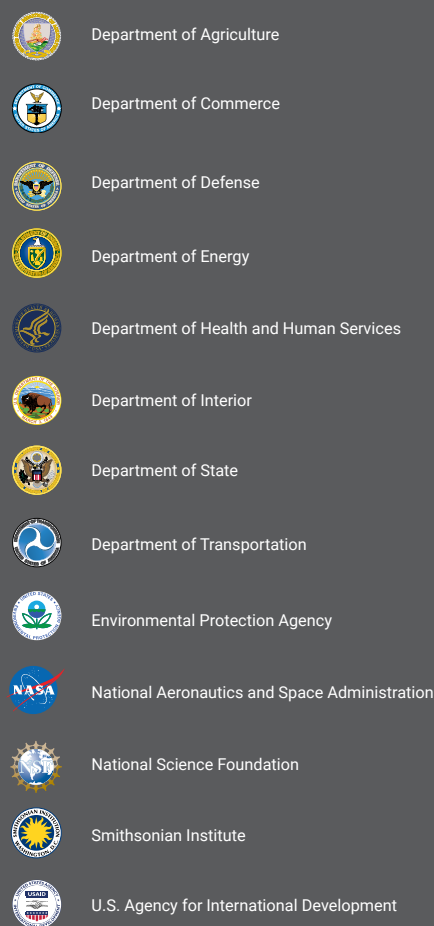 Department of Agriculture
Department of Commerce
Department of Defense
Department of Energy
Department of Health and Human Services
Department of Interior
Department of State
Department of Transportation
Environmental Protection Agency
NASA
National Aeronautics and Space Administration
National Science Foundation
Smithsonian Institute
USAID
U.S. Agency for International Development